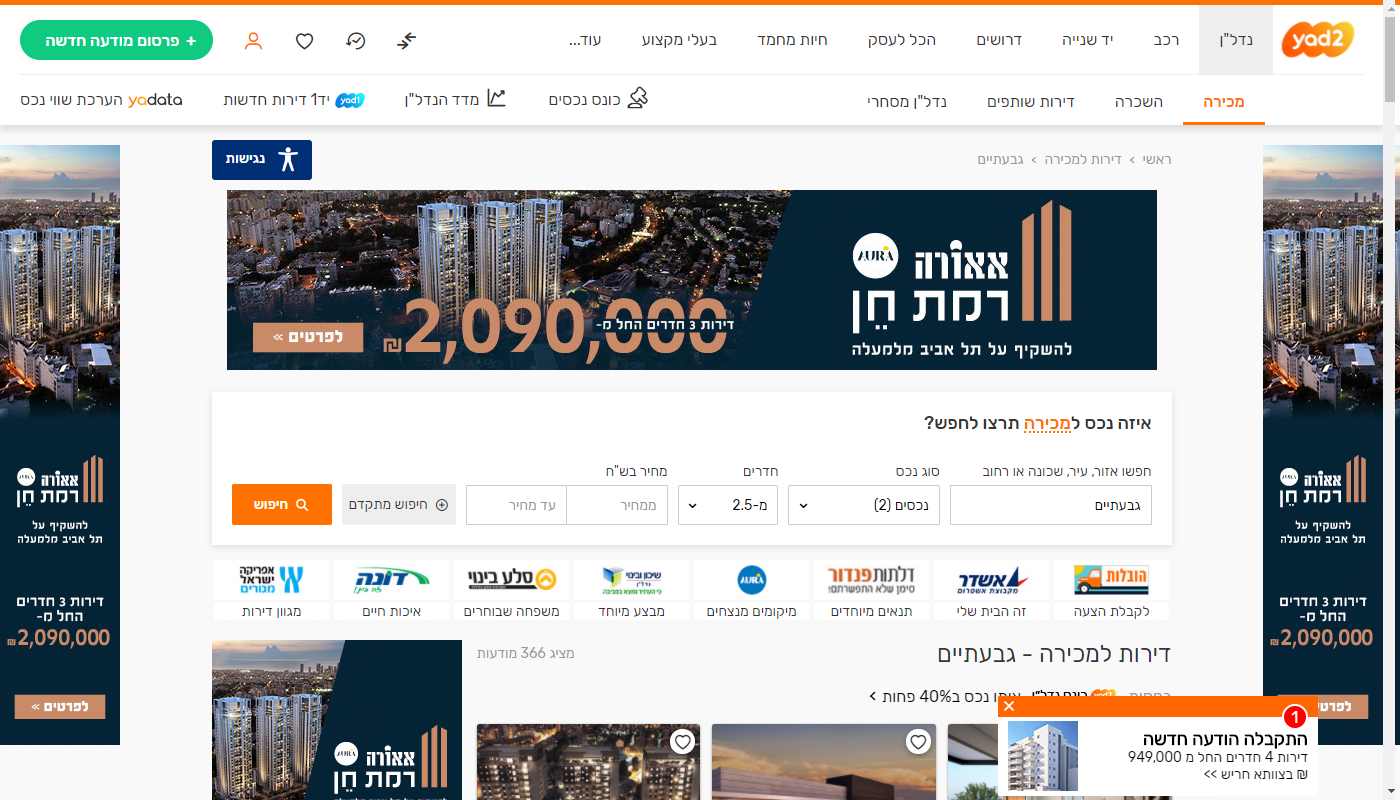 yad2
נדל"ן
רכב
יד שנייה
דרושים
הכל לעסק
חיות מחמד
בעלי מקצוע
עוד...
+ פרסום מודעה חדשה
מכירה
השכרה
דירות שותפים
נדל"ן מסחרי
כונס נכסים
מדד הנדל"ן
yad1 יד1 דירות חדשות
yadata הערכת שווי נכס
נגישות
ראשי › דירות למכירה › גבעתיים
AURA
אאורה
רמת חֵן
להשקיף על תל אביב מלמעלה
דירות 3 חדרים החל מ-
2,090,000 ₪
לפרטים »
AURA
אאורה
רמת חֵן
להשקיף על
תל אביב מלמעלה
דירות 3 חדרים
החל מ-
2,090,000 ₪
לפרטים »
AURA
אאורה
רמת חֵן
להשקיף על
תל אביב מלמעלה
דירות 3 חדרים
החל מ-
2,090,000 ₪
לפרטים
איזה נכס למכירה תרצו לחפש?
חפשו אזור, עיר, שכונה או רחוב
סוג נכס
חדרים
מחיר בש"ח
גבעתיים
נכסים (2)
מ-2.5
ממחיר
עד מחיר
חיפוש מתקדם
חיפוש
הובלות
אשדר
מקבוצת אשטרום
דלתות פנדור
סימן שלא התפשרתם!
AURA
שיכון ובינוי
נדל"ן
סלע בינוי
דונה
אפריקה
ישראל
מגורים
לקבלת הצעה
זה הבית שלי
תנאים מיוחדים
מיקומים מנצחים
מבצע מיוחד
משפחה שבוחרים
איכות חיים
מגוון דירות
דירות למכירה - גבעתיים
מציג 366 מודעות
נכס ב40% פחות >
AURA
אאורה
רמת חֵן
התקבלה הודעה חדשה
1
דירות 4 חדרים החל מ 949,000
₪ בצוותא חריש >>